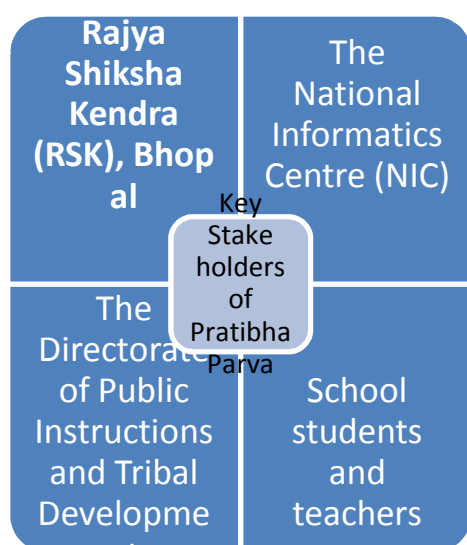 Rajya
Shiksha
Kendra
(RSK), Bhop
al
The
National
Informatics
Centre (NIC)
Key
Stake
holders
of
Pratibha
Parva
The
Directorate
of Public
Instructions
and Tribal
Developme
School
students
and
teachers